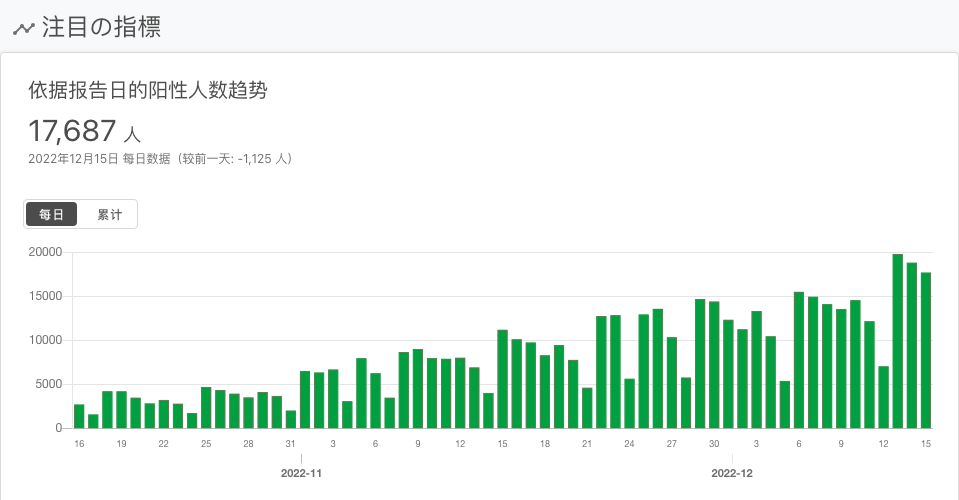 注目の指標
依据报告日的阳性人数趋势
17,687 人
2022年12月15日 每日数据（较前一天: -1,125 人）
每日 累计
20000
15000
10000
5000
0
16 19 22 25 28 31 3 6 9 12 15 18 21 24 27 30 3 6 9 12 15
2022-11 2022-12